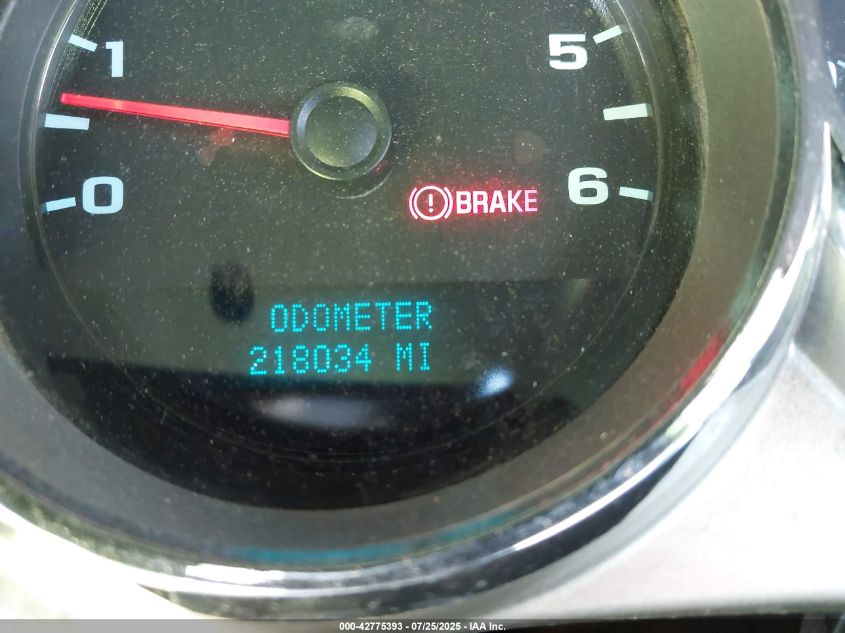 1
5
0
6
BRAKE
ODOMETER
218034 MI
000-42775393 - 07/25/2025 - IAA Inc.